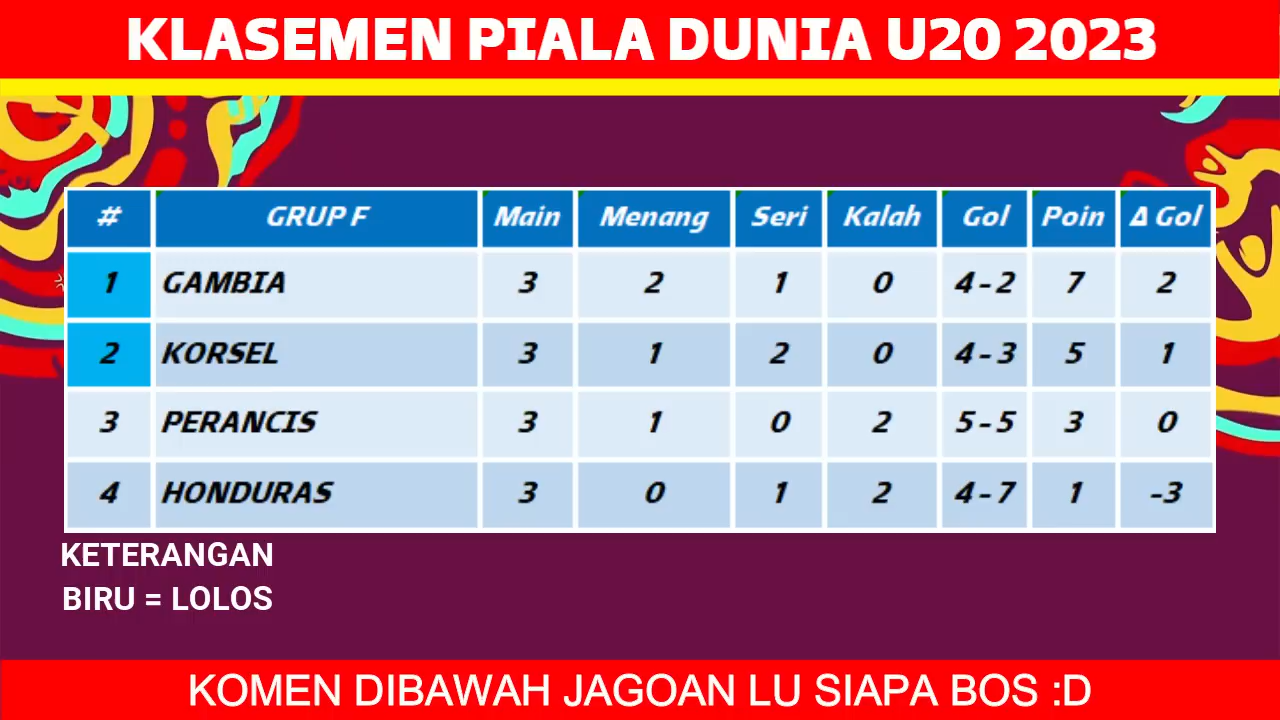 KLASEMEN PIALA DUNIA U20 2023
# GRUP F Main Menang Seri Kalah Gol Poin Δ Gol
1 GAMBIA 3 2 1 0 4 - 2 7 2
2 KORSEL 3 1 2 0 4 - 3 5 1
3 PERANCIS 3 1 0 2 5 - 5 3 0
4 HONDURAS 3 0 1 2 4 - 7 1 -3
KETERANGAN
BIRU = LOLOS
KOMEN DIBAWAH JAGOAN LU SIAPA BOS :D